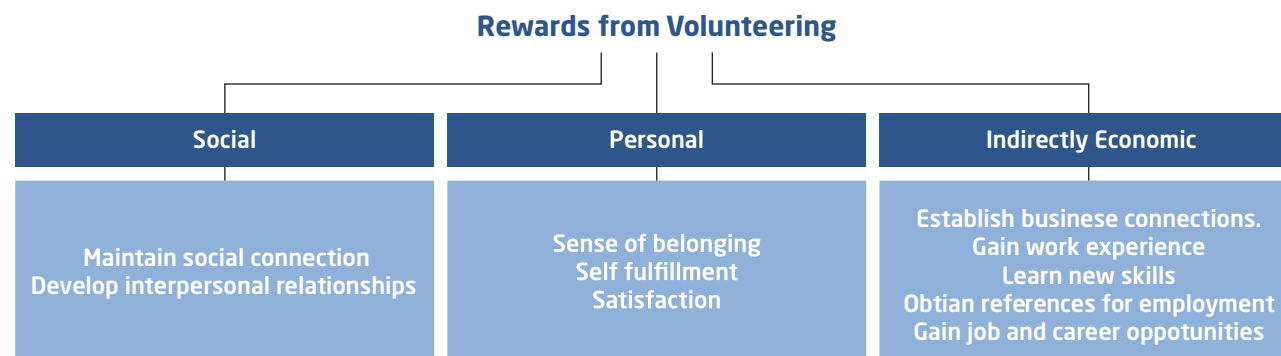 Rewards from Volunteering
Social
Maintain social connection
Develop interpersonal relationships
Personal
Sense of belonging
Self fulfillment
Satisfaction
Indirectly Economic
Establish businese connections.
Gain work experience
Learn new skills
Obtian references for employment
Gain job and career oppotunities